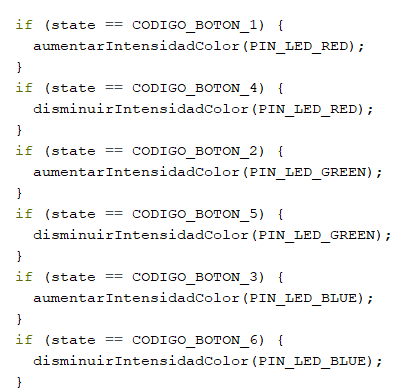 if (state == CODIGO_BOTON_1) {
  aumentarIntensidadColor(PIN_LED_RED);
}
if (state == CODIGO_BOTON_4) {
  disminuirIntensidadColor(PIN_LED_RED);
}
if (state == CODIGO_BOTON_2) {
  aumentarIntensidadColor(PIN_LED_GREEN);
}
if (state == CODIGO_BOTON_5) {
  disminuirIntensidadColor(PIN_LED_GREEN);
}
if (state == CODIGO_BOTON_3) {
  aumentarIntensidadColor(PIN_LED_BLUE);
}
if (state == CODIGO_BOTON_6) {
  disminuirIntensidadColor(PIN_LED_BLUE);
}